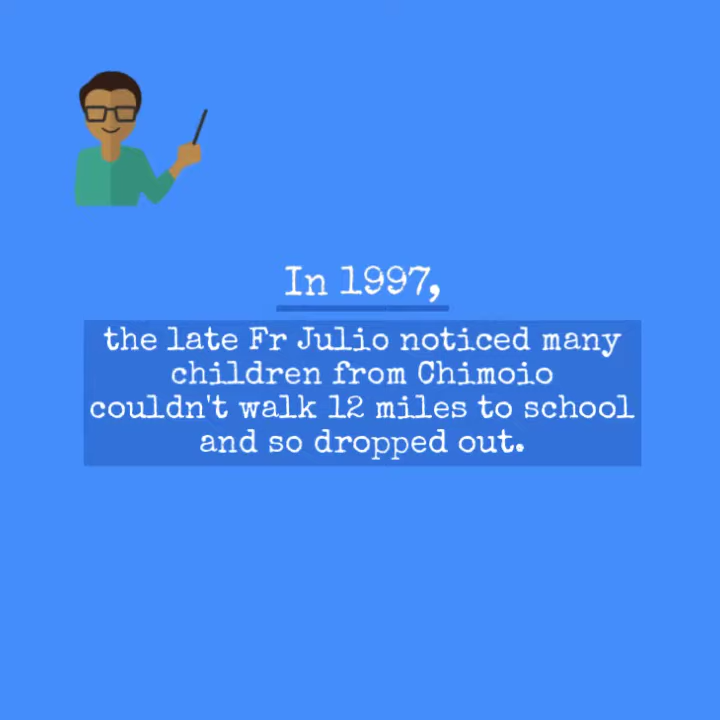 In 1997,
the late Fr Julio noticed many
children from Chimoio
couldn't walk 12 miles to school
and so dropped out.